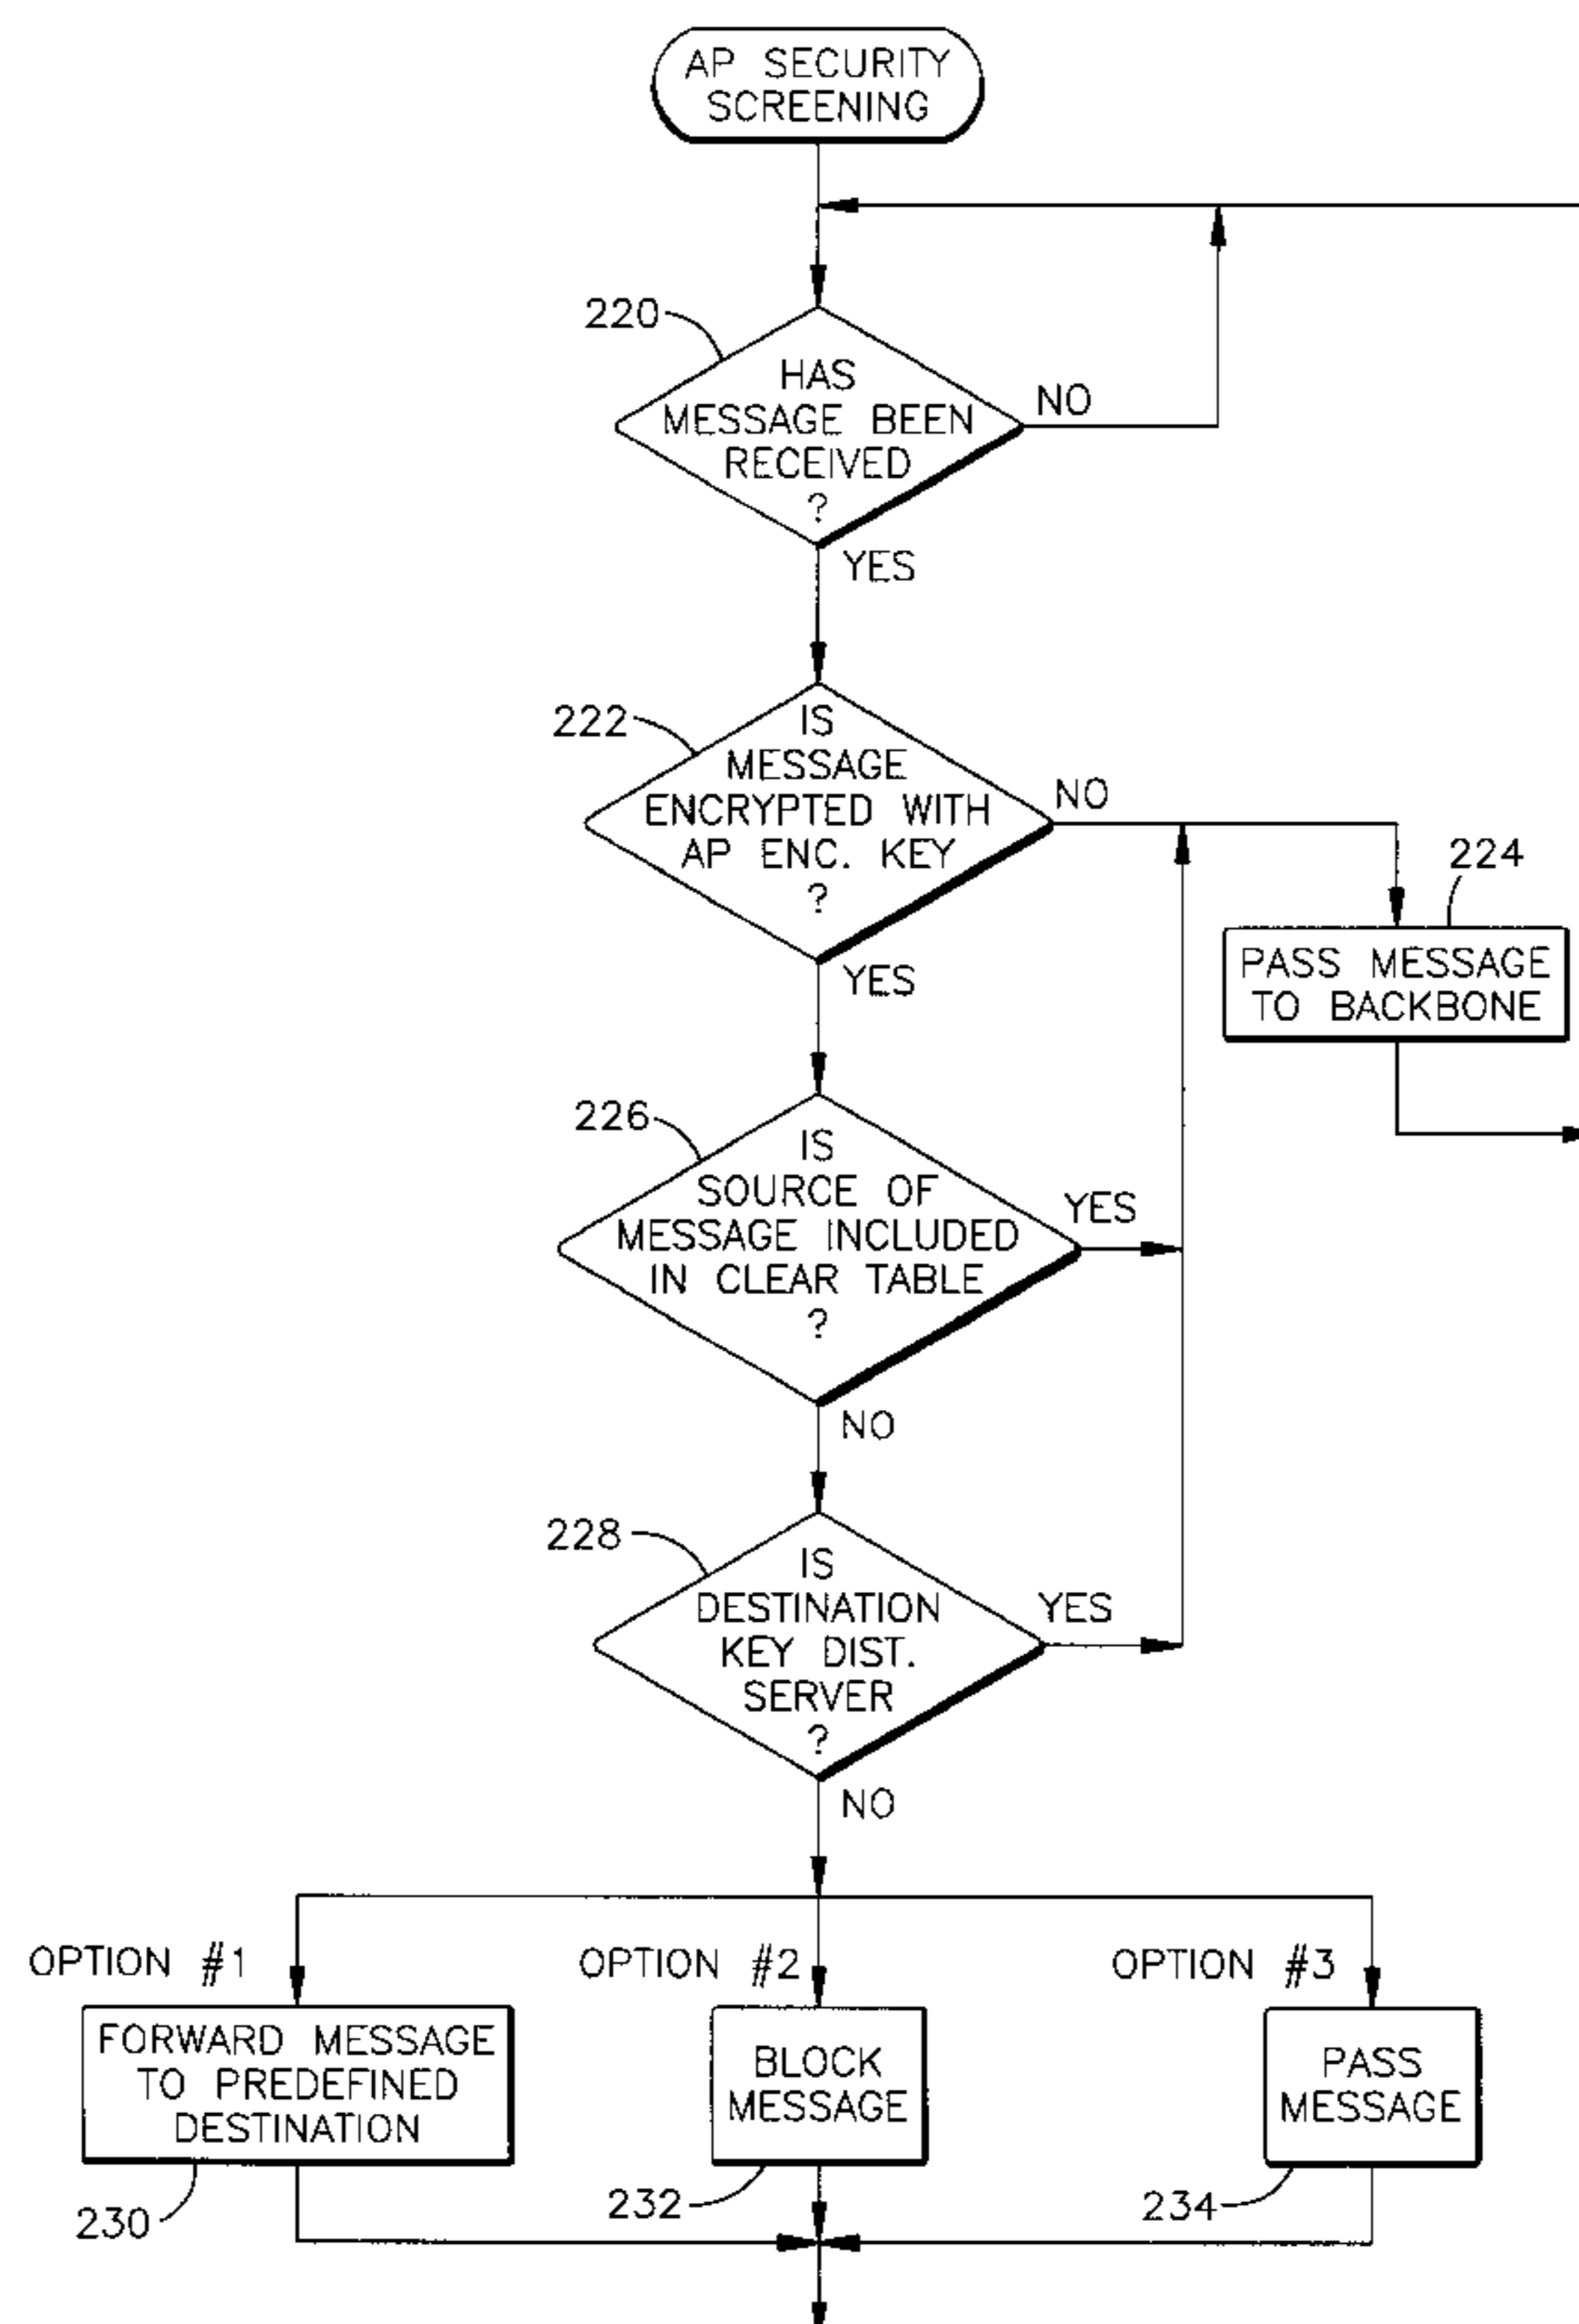 AP SECURITY
SCREENING
220
HAS
MESSAGE BEEN
RECEIVED
?
NO
YES
222
IS
MESSAGE
ENCRYPTED WITH
AP ENC. KEY
?
NO
YES
224
PASS MESSAGE
TO BACKBONE
226
IS
SOURCE OF
MESSAGE INCLUDED
IN CLEAR TABLE
?
YES
NO
228
IS
DESTINATION
KEY DIST.
SERVER
?
YES
NO
OPTION #1
OPTION #2
OPTION #3
FORWARD MESSAGE
TO PREDEFINED
DESTINATION
BLOCK
MESSAGE
PASS
MESSAGE
230
232
234